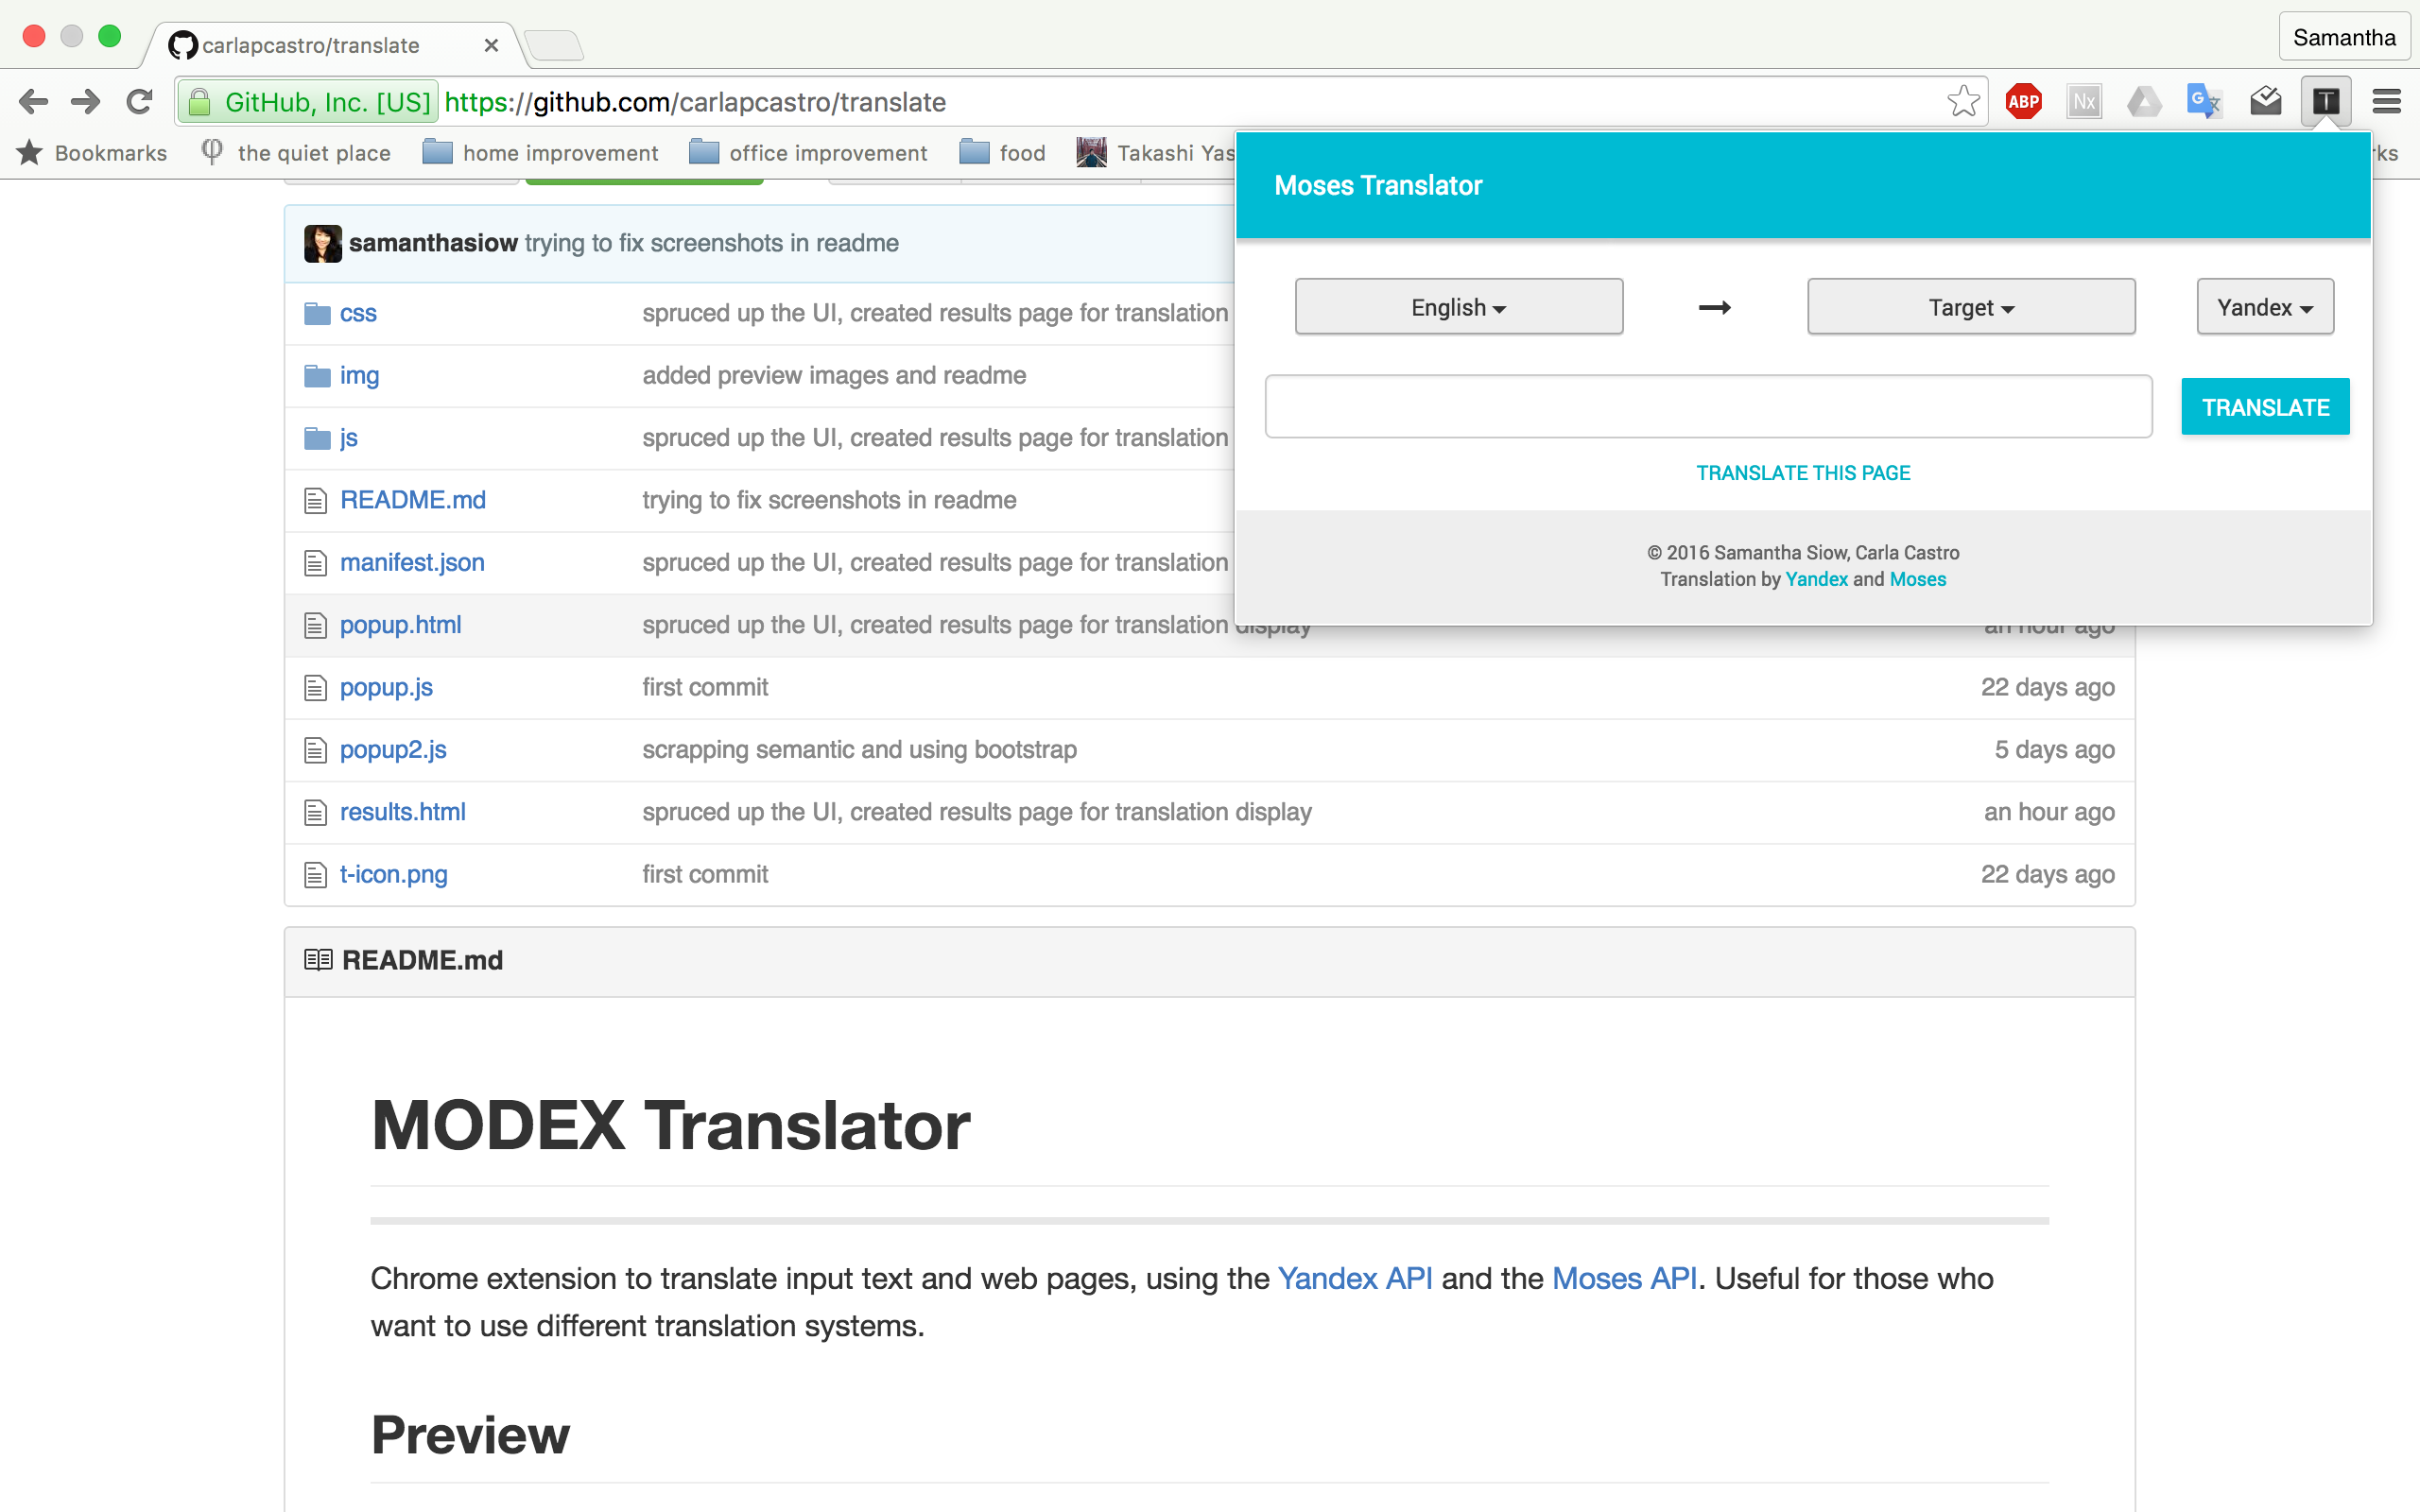 carlapcastro/translate
Samantha
GitHub, Inc. [US] https://github.com/carlapcastro/translate
ABP
Nx
G
T
Bookmarks the quiet place home improvement office improvement food Takashi Yas
Moses Translator
English
Target
Yandex
TRANSLATE
TRANSLATE THIS PAGE
© 2016 Samantha Siow, Carla Castro
Translation by Yandex and Moses
samanthasiow trying to fix screenshots in readme
css spruced up the UI, created results page for translation
img added preview images and readme
js spruced up the UI, created results page for translation
README.md trying to fix screenshots in readme
manifest.json spruced up the UI, created results page for translation
popup.html spruced up the UI, created results page for translation display an hour ago
popup.js first commit 22 days ago
popup2.js scrapping semantic and using bootstrap 5 days ago
results.html spruced up the UI, created results page for translation display an hour ago
t-icon.png first commit 22 days ago
README.md
MODEX Translator
Chrome extension to translate input text and web pages, using the Yandex API and the Moses API. Useful for those who
want to use different translation systems.
Preview